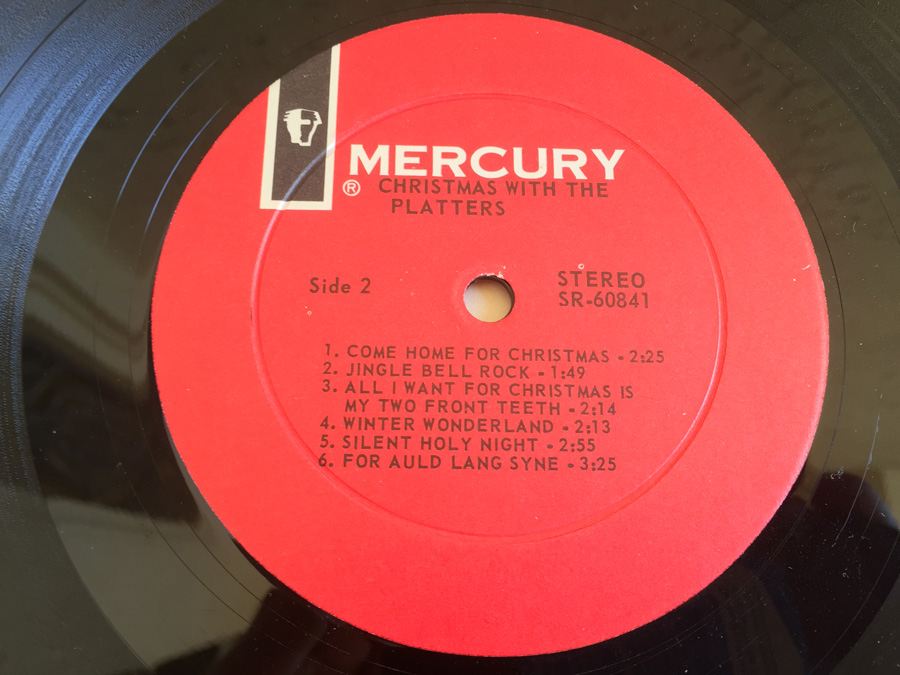 MERCURY
® CHRISTMAS WITH THE
PLATTERS
Side 2
STEREO
SR-60841
1. COME HOME FOR CHRISTMAS - 2:25
2. JINGLE BELL ROCK - 1:49
3. ALL I WANT FOR CHRISTMAS IS
MY TWO FRONT TEETH - 2:14
4. WINTER WONDERLAND - 2:13
5. SILENT HOLY NIGHT - 2:55
6. FOR AULD LANG SYNE - 3:25